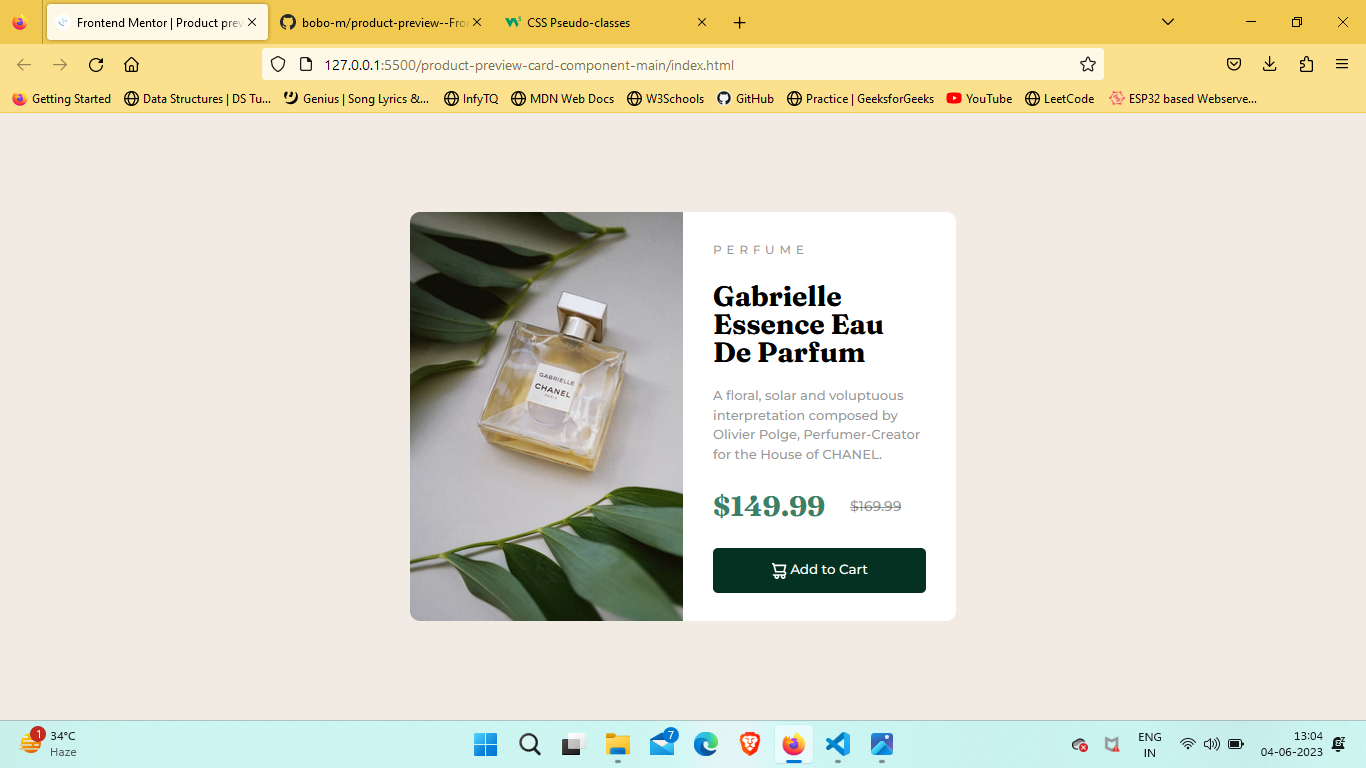 Frontend Mentor | Product prev
bobo-m/product-preview--Fro
CSS Pseudo-classes
127.0.0.1:5500/product-preview-card-component-main/index.html
Getting Started
Data Structures | DS Tu...
Genius | Song Lyrics &...
InfyTQ
MDN Web Docs
W3Schools
GitHub
Practice | GeeksforGeeks
YouTube
LeetCode
ESP32 based Webserve...
GABRIELLE
CHANEL
PARIS
PERFUME
Gabrielle
Essence Eau
De Parfum
A floral, solar and voluptuous
interpretation composed by
Olivier Polge, Perfumer-Creator
for the House of CHANEL.
$149.99 $169.99
Add to Cart
1
34°C
Haze
7
ENG
IN
13:04
04-06-2023